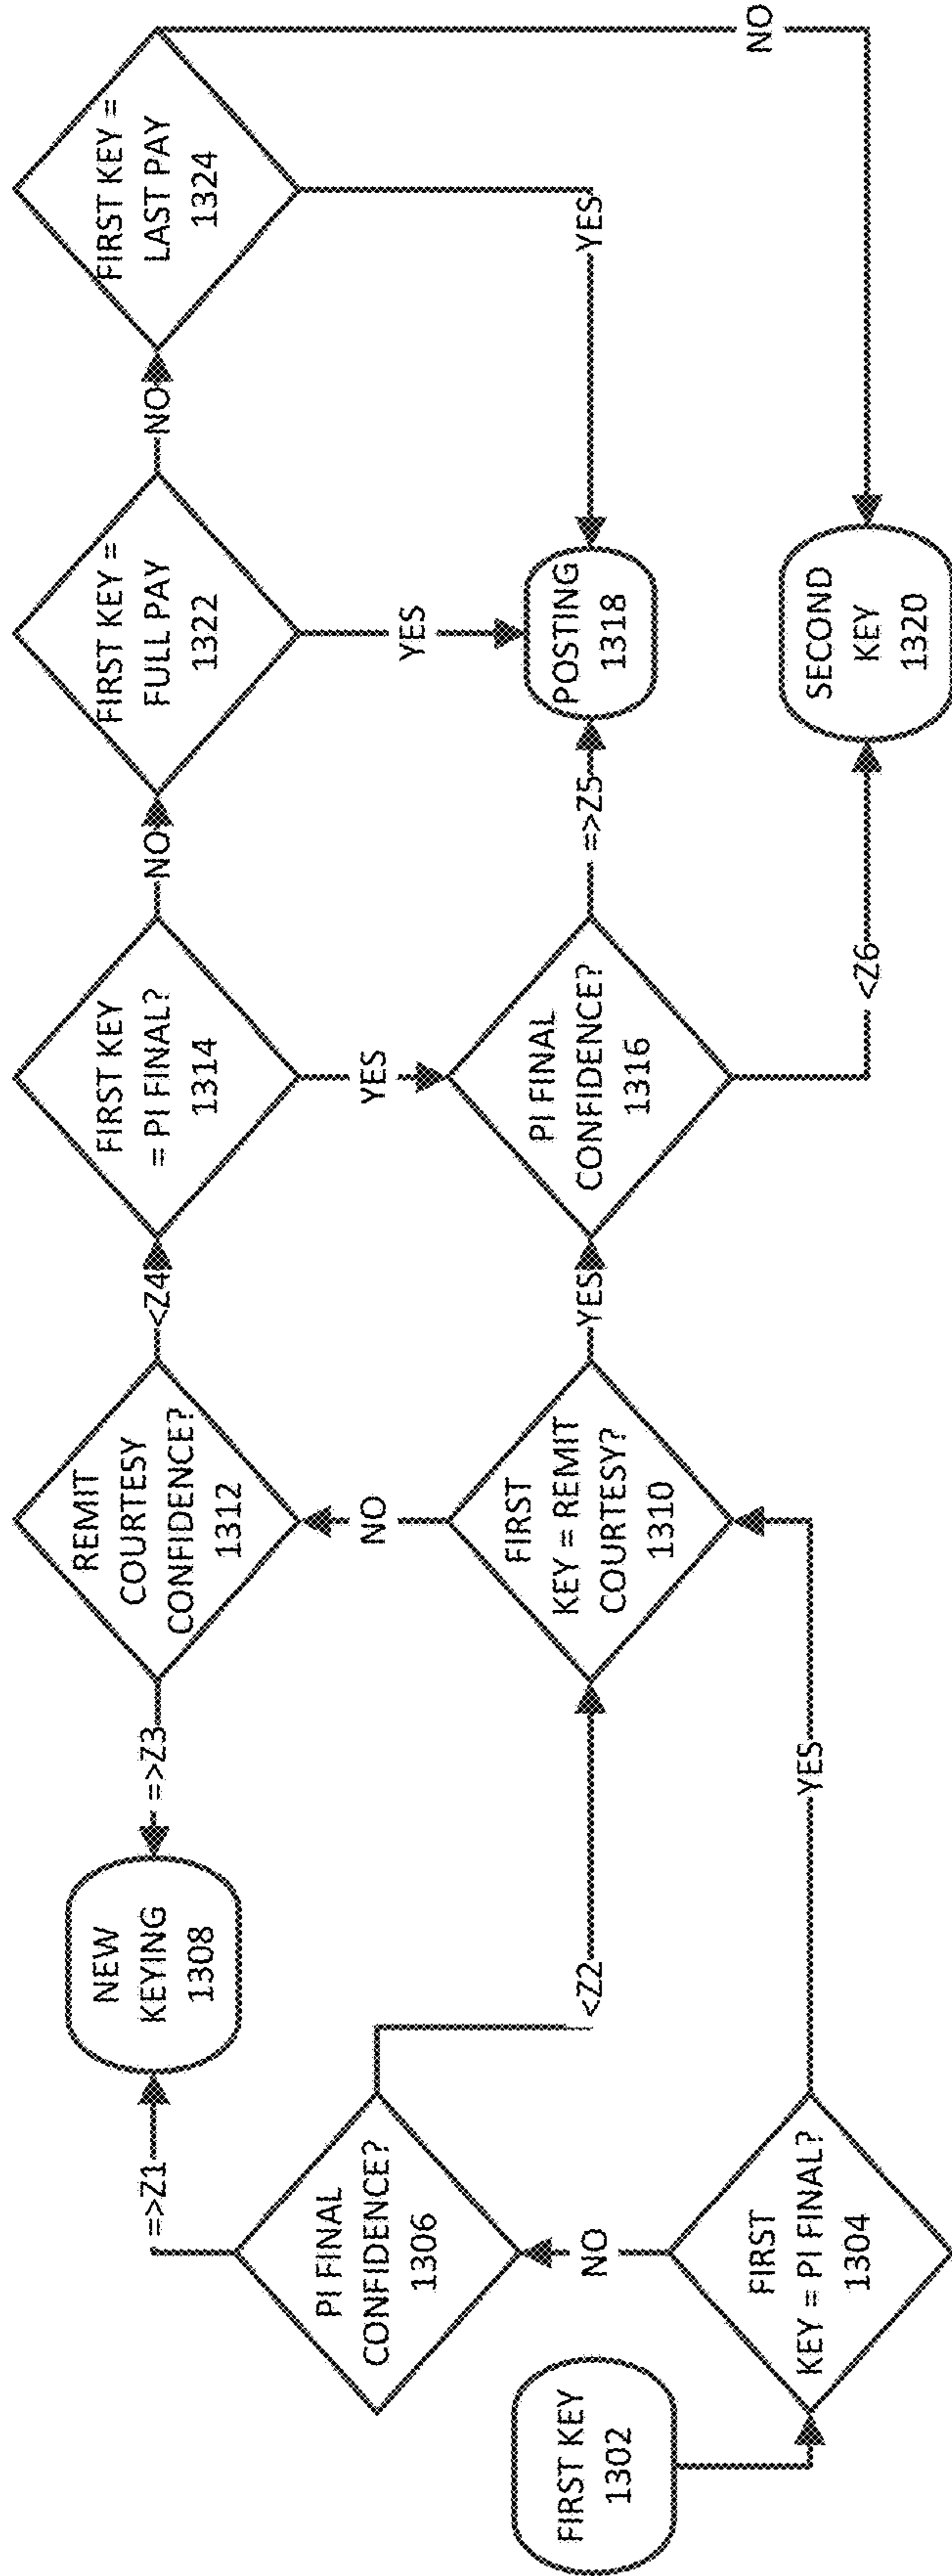 FIRST KEY
1302
FIRST
KEY = PI FINAL?
1304
NO
YES
PI FINAL
CONFIDENCE?
1306
=>Z1
<Z2
NEW
KEYING
1308
FIRST
KEY = REMIT
COURTESY?
1310
NO
YES
REMIT
COURTESY
CONFIDENCE?
1312
=>Z3
<Z4
FIRST KEY
= PI FINAL?
1314
YES
NO
PI FINAL
CONFIDENCE?
1316
=>Z5
<Z6
POSTING
1318
SECOND
KEY
1320
FIRST KEY =
FULL PAY
1322
YES
NO
FIRST KEY =
LAST PAY
1324
YES
NO